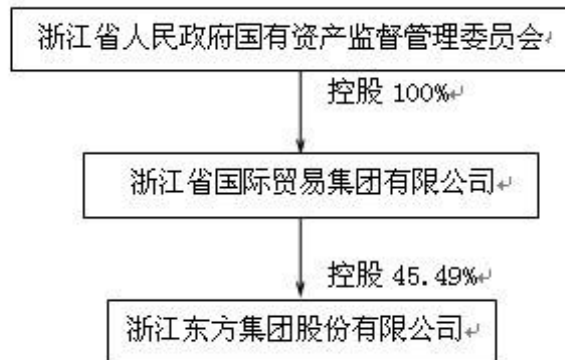 浙江省人民政府国有资产监督管理委员会
控股 100%
浙江省国际贸易集团有限公司
控股 45.49%
浙江东方集团股份有限公司